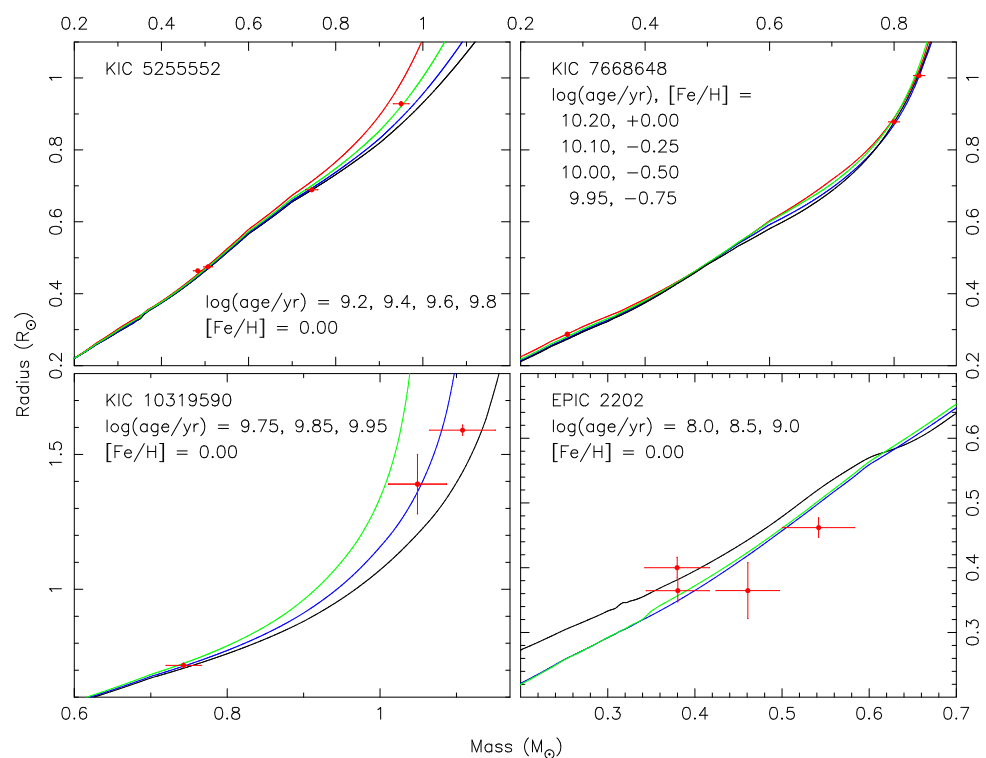 0.2 0.4 0.6 0.8 1
0.2 0.4 0.6 0.8
KIC 5255552
log(age/yr) = 9.2, 9.4, 9.6, 9.8
[Fe/H] = 0.00
0.2 0.4 0.6 0.8 1
KIC 7668648
log(age/yr), [Fe/H] =
10.20, +0.00
10.10, −0.25
10.00, −0.50
9.95, −0.75
0.2 0.4 0.6 0.8 1
Radius (R☉)
KIC 10319590
log(age/yr) = 9.75, 9.85, 9.95
[Fe/H] = 0.00
1 1.5
0.6 0.8 1
EPIC 2202
log(age/yr) = 8.0, 8.5, 9.0
[Fe/H] = 0.00
0.3 0.4 0.5 0.6
0.3 0.4 0.5 0.6 0.7
Mass (M☉)